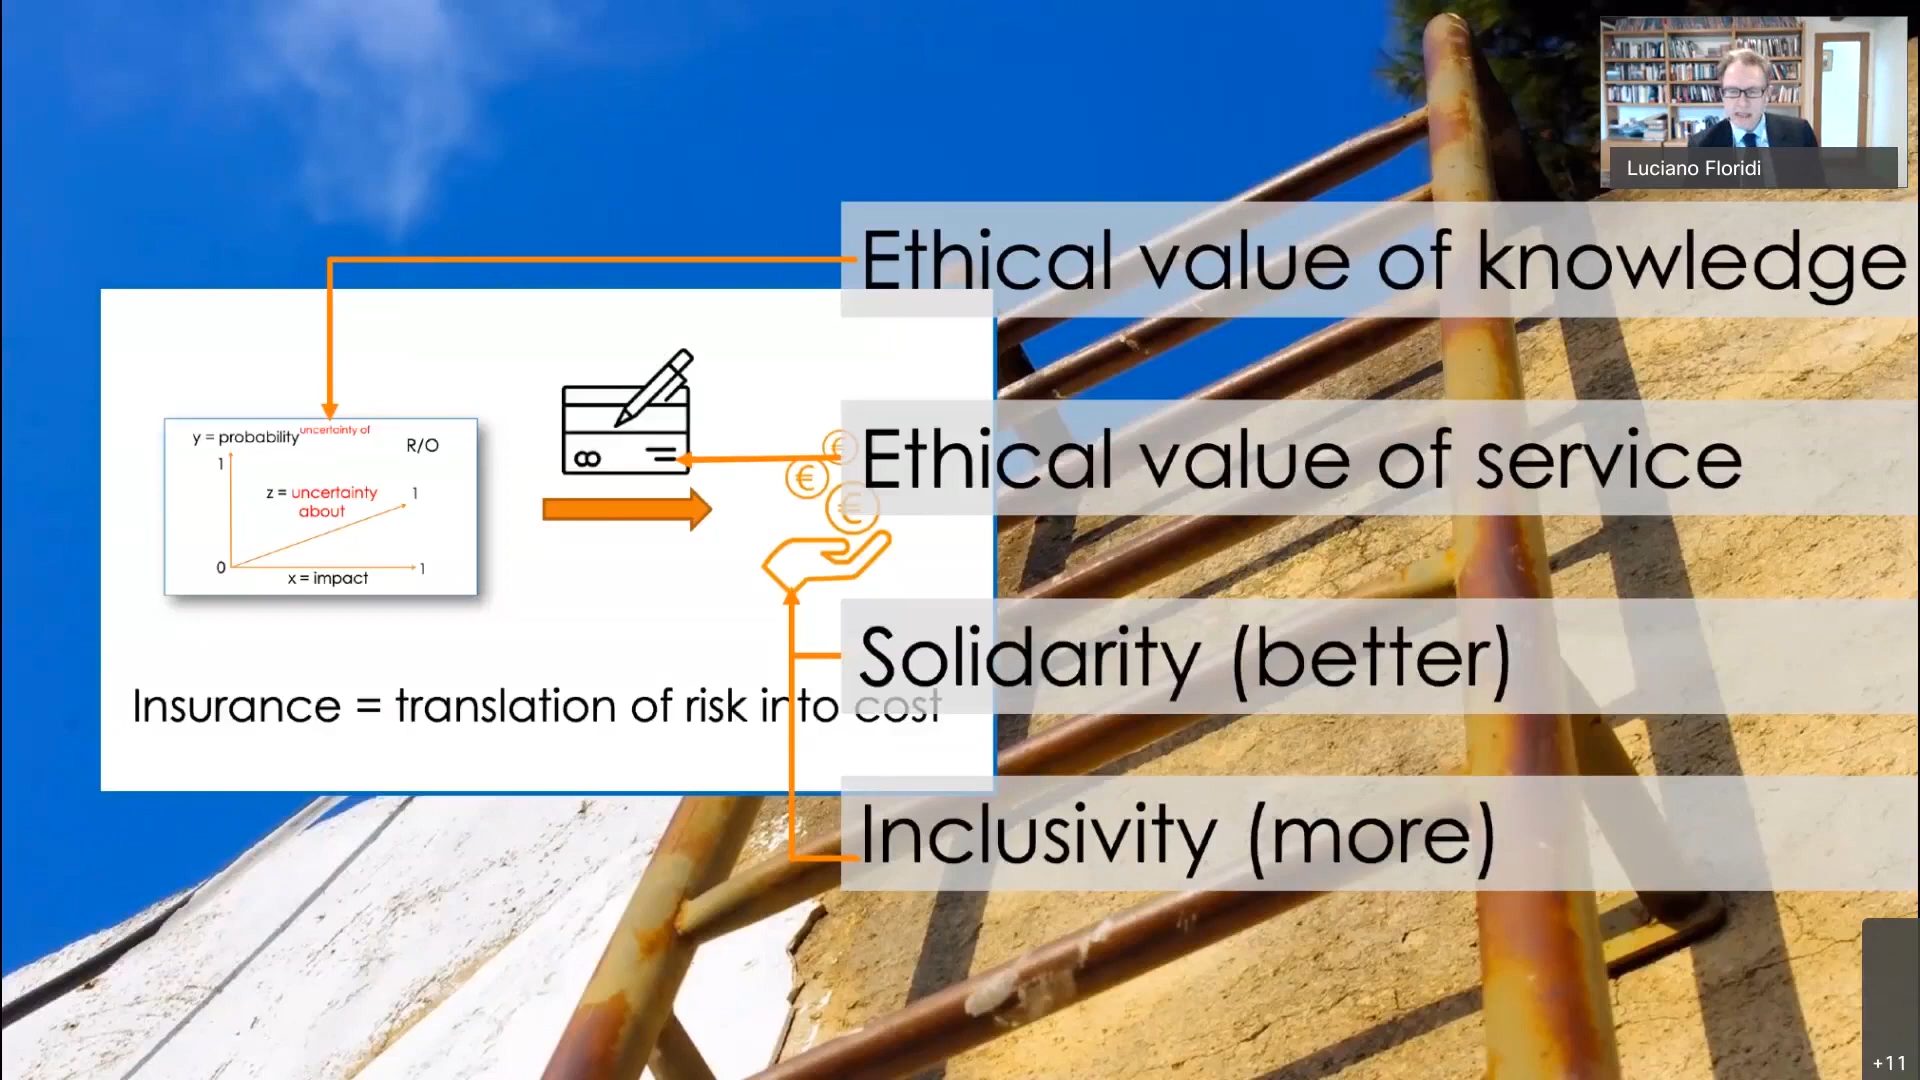 Luciano Floridi
Ethical value of knowledge
y = probability uncertainty of
R/O
1
z = uncertainty
about
1
0
x = impact
1
€
€
€
Ethical value of service
Solidarity (better)
Insurance = translation of risk into cost
Inclusivity (more)
+11